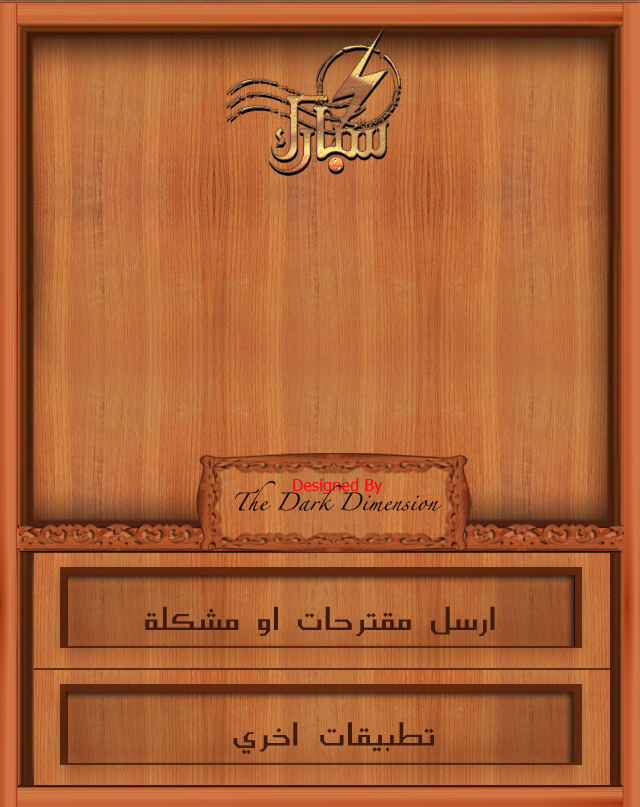 سبارك
Designed By
The Dark Dimension
ارسل مقترحات او مشكلة
تطبيقات اخري